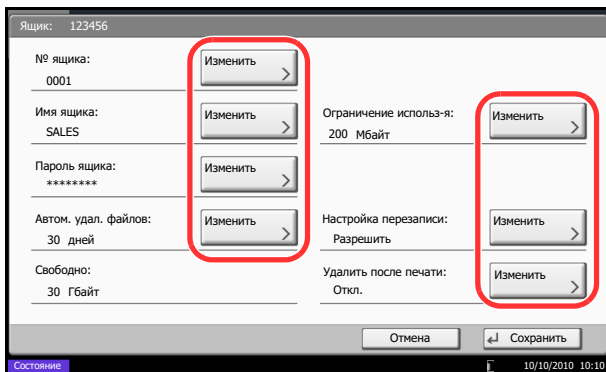 Ящик: 123456
№ ящика:
0001
Изменить
Имя ящика:
SALES
Изменить
Ограничение использ-я:
200 Мбайт
Изменить
Пароль ящика:
********
Изменить
Автом. удал. файлов:
30 дней
Изменить
Настройка перезаписи:
Разрешить
Изменить
Свободно:
30 Гбайт
Удалить после печати:
Откл.
Изменить
Отмена
Сохранить
Состояние
10/10/2010 10:10